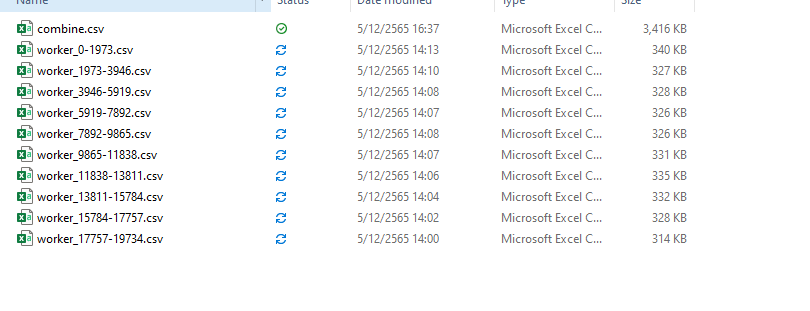 Name Status Date modified Type Size
combine.csv 5/12/2565 16:37 Microsoft Excel C... 3,416 KB
worker_0-1973.csv 5/12/2565 14:13 Microsoft Excel C... 340 KB
worker_1973-3946.csv 5/12/2565 14:10 Microsoft Excel C... 327 KB
worker_3946-5919.csv 5/12/2565 14:08 Microsoft Excel C... 328 KB
worker_5919-7892.csv 5/12/2565 14:07 Microsoft Excel C... 326 KB
worker_7892-9865.csv 5/12/2565 14:08 Microsoft Excel C... 326 KB
worker_9865-11838.csv 5/12/2565 14:07 Microsoft Excel C... 331 KB
worker_11838-13811.csv 5/12/2565 14:06 Microsoft Excel C... 335 KB
worker_13811-15784.csv 5/12/2565 14:04 Microsoft Excel C... 332 KB
worker_15784-17757.csv 5/12/2565 14:02 Microsoft Excel C... 328 KB
worker_17757-19734.csv 5/12/2565 14:00 Microsoft Excel C... 314 KB